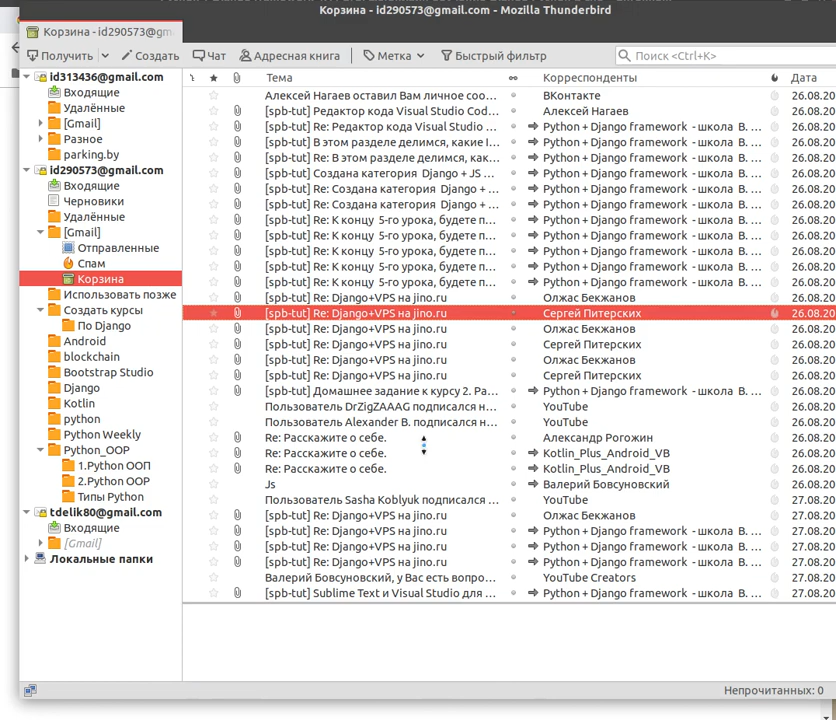 Корзина - id290573@gmail.com - Mozilla Thunderbird
Корзина - id290573@gm
Получить Создать Чат Адресная книга Метка Быстрый фильтр Поиск <Ctrl+K>
id313436@gmail.com
Входящие
Удалённые
[Gmail]
Разное
parking.by
id290573@gmail.com
Входящие
Черновики
Удалённые
[Gmail]
Отправленные
Спам
Корзина
Использовать позже
Создать курсы
По Django
Android
blockchain
Bootstrap Studio
Django
Kotlin
python
Python Weekly
Python_OOP
1.Python ООП
2.Python OOP
Типы Python
tdelik80@gmail.com
Входящие
[Gmail]
Локальные папки
Тема Корреспонденты Дата
Алексей Нагаев оставил Вам личное соо... ВКонтакте 26.08.20
[spb-tut] Редактор кода Visual Studio Cod... Алексей Нагаев 26.08.20
[spb-tut] Re: Редактор кода Visual Studio ... Python + Django framework - школа В. ... 26.08.20
[spb-tut] В этом разделе делимся, какие I... Python + Django framework - школа В. ... 26.08.20
[spb-tut] Re: В этом разделе делимся, как... Python + Django framework - школа В. ... 26.08.20
[spb-tut] Создана категория Django + JS ... Python + Django framework - школа В. ... 26.08.20
[spb-tut] Re: Создана категория Django + ... Python + Django framework - школа В. ... 26.08.20
[spb-tut] Re: Создана категория Django + ... Python + Django framework - школа В. ... 26.08.20
[spb-tut] Re: К концу 5-го урока, будете п... Python + Django framework - школа В. ... 26.08.20
[spb-tut] Re: К концу 5-го урока, будете п... Python + Django framework - школа В. ... 26.08.20
[spb-tut] Re: К концу 5-го урока, будете п... Python + Django framework - школа В. ... 26.08.20
[spb-tut] Re: К концу 5-го урока, будете п... Python + Django framework - школа В. ... 26.08.20
[spb-tut] Re: К концу 5-го урока, будете п... Python + Django framework - школа В. ... 26.08.20
[spb-tut] Re: Django+VPS на jino.ru Олжас Бекжанов 26.08.20
[spb-tut] Re: Django+VPS на jino.ru Сергей Питерских 26.08.20
[spb-tut] Re: Django+VPS на jino.ru Олжас Бекжанов 26.08.20
[spb-tut] Re: Django+VPS на jino.ru Сергей Питерских 26.08.20
[spb-tut] Re: Django+VPS на jino.ru Олжас Бекжанов 26.08.20
[spb-tut] Re: Django+VPS на jino.ru Сергей Питерских 26.08.20
[spb-tut] Домашнее задание к курсу 2. Ра... Python + Django framework - школа В. ... 26.08.20
Пользователь DrZigZAAAG подписался н... YouTube 26.08.20
Пользователь Alexander B. подписался н... YouTube 26.08.20
Re: Расскажите о себе. Александр Рогожин 26.08.20
Re: Расскажите о себе. Kotlin_Plus_Android_VB 26.08.20
Re: Расскажите о себе. Kotlin_Plus_Android_VB 26.08.20
Js Валерий Бовсуновский 26.08.20
Пользователь Sasha Koblyuk подписался ... YouTube 27.08.20
[spb-tut] Re: Django+VPS на jino.ru Олжас Бекжанов 27.08.20
[spb-tut] Re: Django+VPS на jino.ru Python + Django framework - школа В. ... 27.08.20
[spb-tut] Re: Django+VPS на jino.ru Python + Django framework - школа В. ... 27.08.20
[spb-tut] Re: Django+VPS на jino.ru Python + Django framework - школа В. ... 27.08.20
Валерий Бовсуновский, у Вас есть вопро... YouTube Creators 27.08.20
[spb-tut] Sublime Text и Visual Studio для ... Python + Django framework - школа В. ... 27.08.20
Непрочитанных: 0